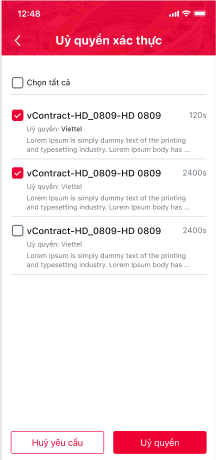 12:48
Uỷ quyền xác thực
Chọn tất cả
vContract-HD_0809-HD 0809 120s
Uỷ quyền: Viettel
Lorem Ipsum is simply dummy text of the printing
and typesetting industry. Lorem Ipsum body has ...
vContract-HD_0809-HD 0809 2400s
Uỷ quyền: Viettel
Lorem Ipsum is simply dummy text of the printing
and typesetting industry. Lorem Ipsum body has ...
vContract-HD_0809-HD 0809 2400s
Uỷ quyền: Viettel
Lorem Ipsum is simply dummy text of the printing
and typesetting industry. Lorem Ipsum body has ...
Huỷ yêu cầu Uỷ quyền